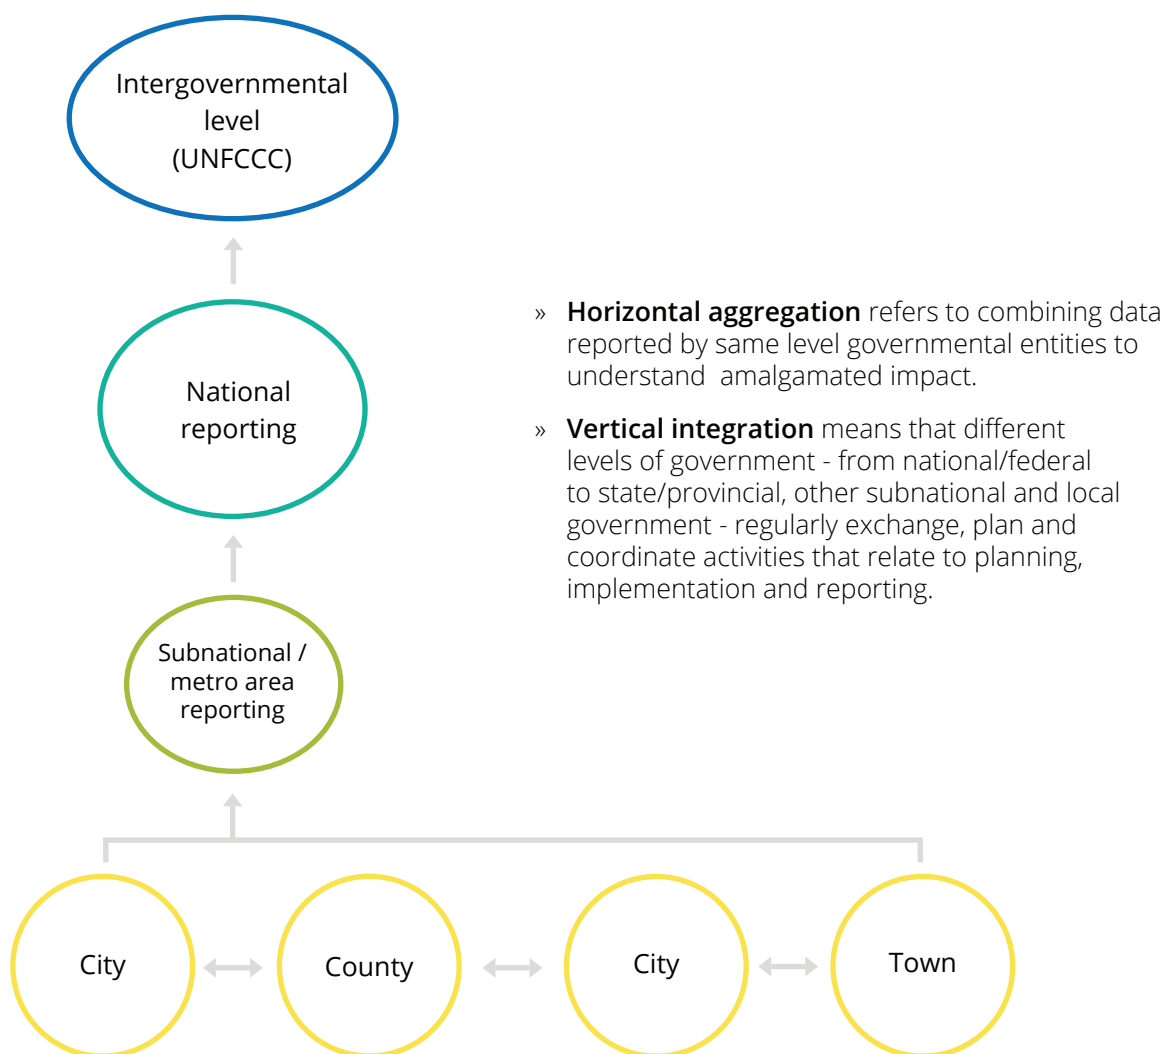 Intergovernmental
level
(UNFCCC)
National
reporting
» Horizontal aggregation refers to combining data
reported by same level governmental entities to
understand  amalgamated impact.
» Vertical integration means that different
levels of government - from national/federal
to state/provincial, other subnational and local
government - regularly exchange, plan and
coordinate activities that relate to planning,
implementation and reporting.
Subnational /
metro area
reporting
City
County
City
Town